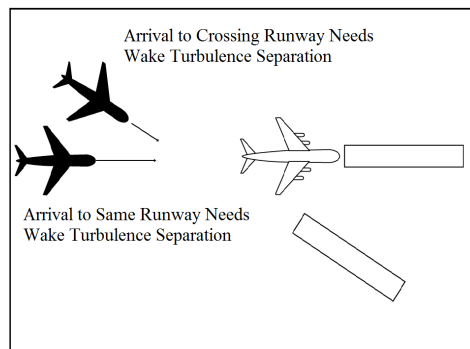 Arrival to Crossing Runway Needs
Wake Turbulence Separation
Arrival to Same Runway Needs
Wake Turbulence Separation